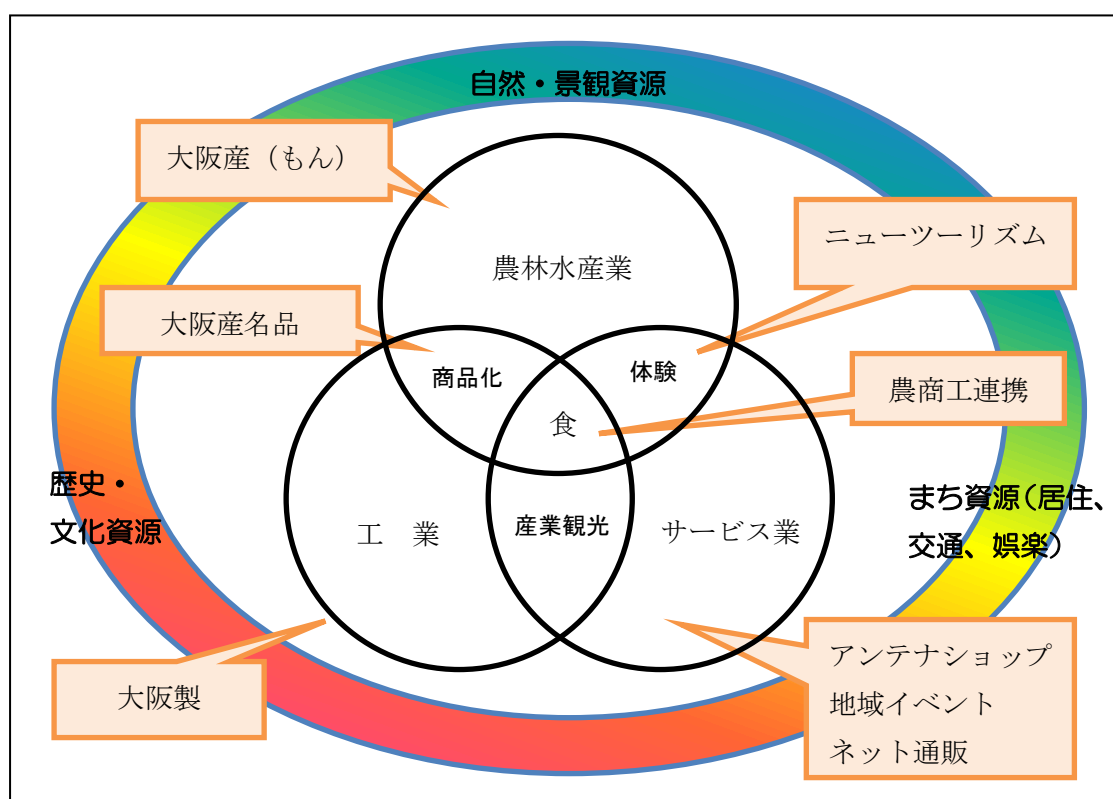 自然・景観資源
大阪産（もん）
ニューツーリズム
農林水産業
大阪産名品
商品化
体験
農商工連携
食
歴史・
文化資源
まち資源（居住、
交通、娯楽）
工　業
産業観光
サービス業
大阪製
アンテナショップ
地域イベント
ネット通販